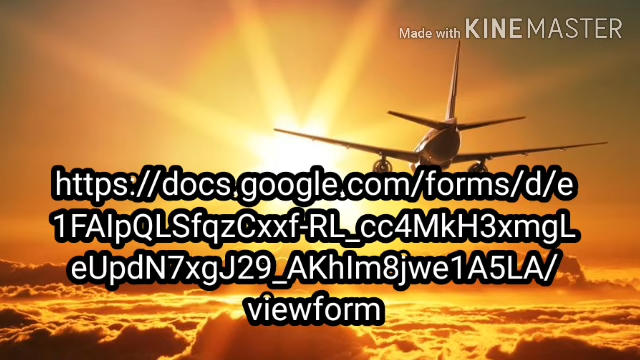 Made with KINEMASTER
https://docs.google.com/forms/d/e
1FAIpQLSfqzCxxf-RL_cc4MkH3xmgL
eUpdN7xgJ29_AKhIm8jwe1A5LA/
viewform